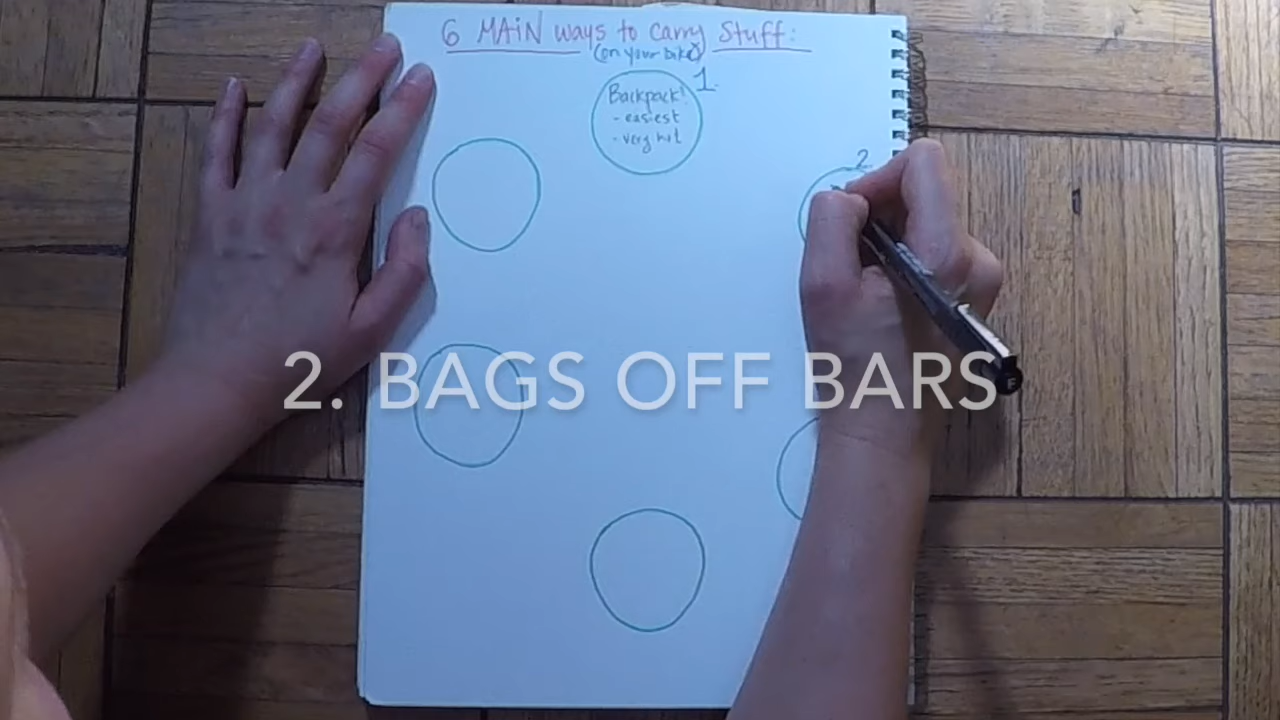 6 MAIN ways to carry Stuff:
(on your bike)
1.
Backpack!
- easiest
- very hot
2
2. BAGS OFF BARS